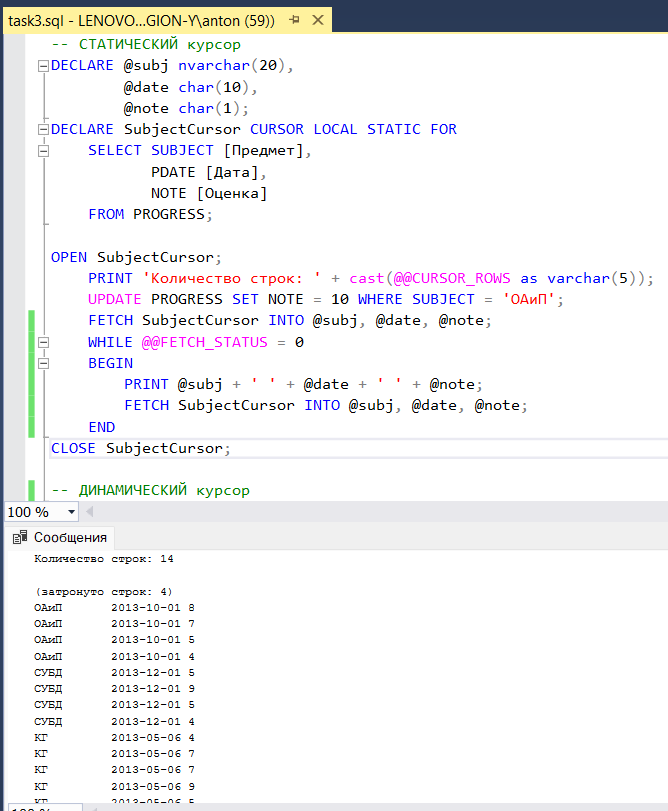 task3.sql - LENOVO...GION-Y\anton (59))
-- СТАТИЧЕСКИЙ курсор
DECLARE @subj nvarchar(20),
@date char(10),
@note char(1);
DECLARE SubjectCursor CURSOR LOCAL STATIC FOR
SELECT SUBJECT [Предмет],
PDATE [Дата],
NOTE [Оценка]
FROM PROGRESS;
OPEN SubjectCursor;
PRINT 'Количество строк: ' + cast(@@CURSOR_ROWS as varchar(5));
UPDATE PROGRESS SET NOTE = 10 WHERE SUBJECT = 'ОАиП';
FETCH SubjectCursor INTO @subj, @date, @note;
WHILE @@FETCH_STATUS = 0
BEGIN
PRINT @subj + ' ' + @date + ' ' + @note;
FETCH SubjectCursor INTO @subj, @date, @note;
END
CLOSE SubjectCursor;
-- ДИНАМИЧЕСКИЙ курсор
100 %
Сообщения
Количество строк: 14
(затронуто строк: 4)
ОАиП 2013-10-01 8
ОАиП 2013-10-01 7
ОАиП 2013-10-01 5
ОАиП 2013-10-01 4
СУБД 2013-12-01 5
СУБД 2013-12-01 9
СУБД 2013-12-01 5
СУБД 2013-12-01 4
КГ 2013-05-06 4
КГ 2013-05-06 7
КГ 2013-05-06 7
КГ 2013-05-06 9
КГ 2013-05-06 5
100 %